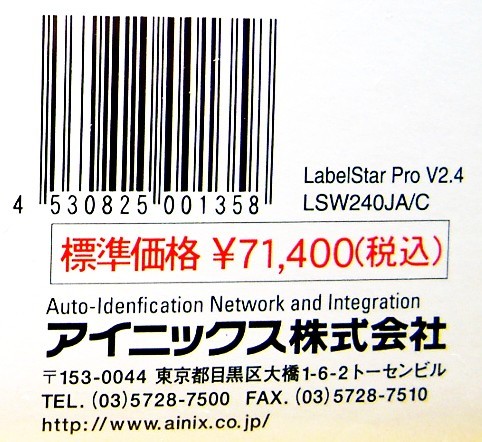 4 530825 001358
LabelStar Pro V2.4
LSW240JA/C
標準価格 ¥71,400(税込)
Auto-Idenfication Network and Integration
アイニックス株式会社
〒153-0044 東京都目黒区大橋1-6-2トーセンビル
TEL. (03)5728-7500 FAX. (03)5728-7510
http://www.ainix.co.jp/